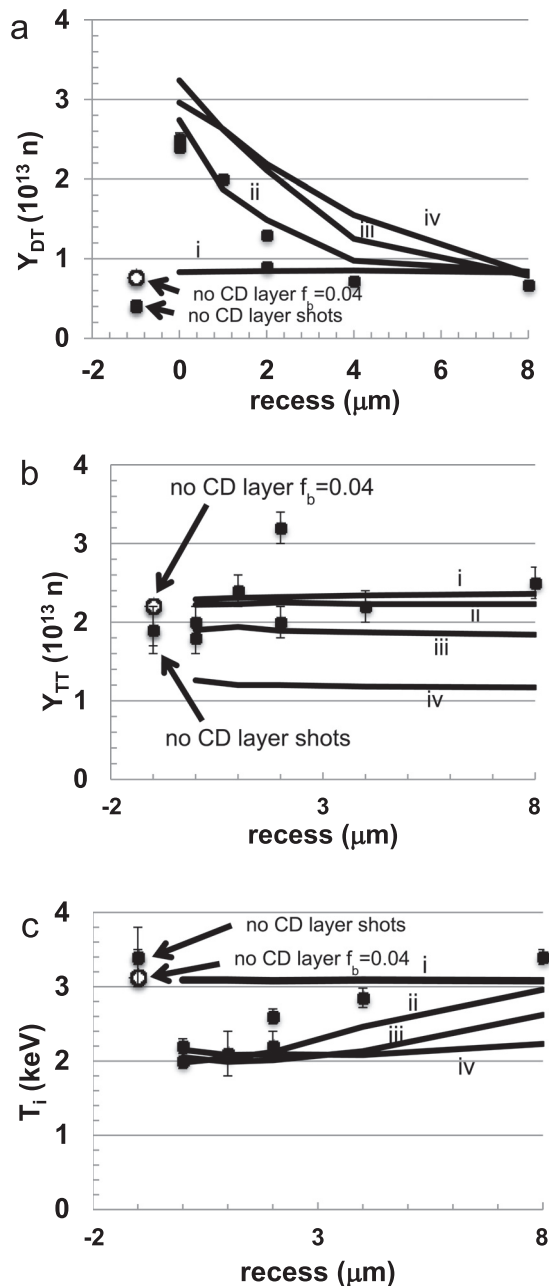 a
4
3
2
1
0
Y_DT (10^13 n)
i
ii
iii
iv
no CD layer f_b=0.04
no CD layer shots
-2 0 2 4 6 8
recess (μm)
b
4
3
2
1
0
Y_TT (10^13 n)
no CD layer f_b=0.04
i
ii
iii
iv
no CD layer shots
-2 3 8
recess (μm)
c
4
3
2
1
0
T_i (keV)
no CD layer shots
no CD layer f_b=0.04
i
ii
iii
iv
-2 3 8
recess (μm)